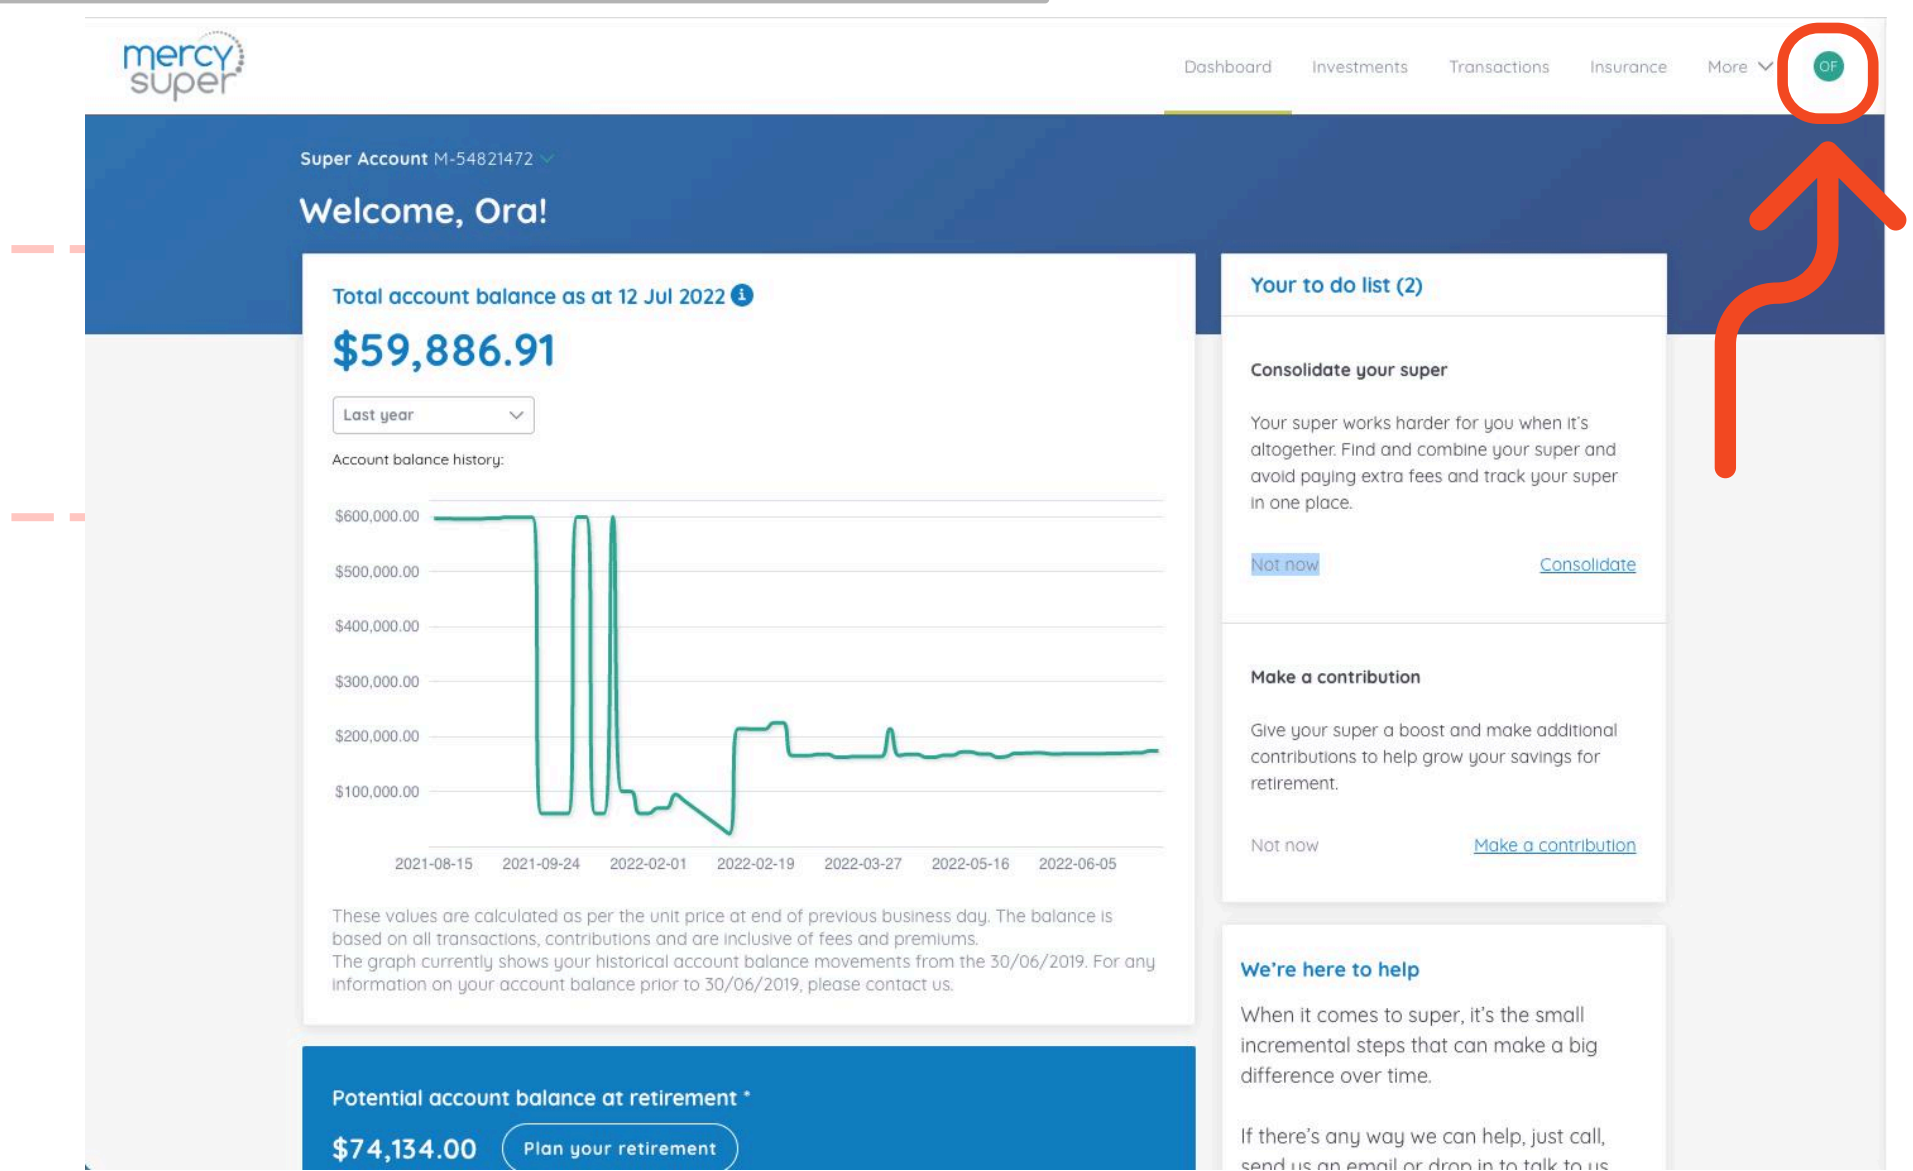 mercy
super
Dashboard Investments Transactions Insurance More OF
Super Account M-54821472
Welcome, Ora!
Total account balance as at 12 Jul 2022 i
$59,886.91
Last year
Account balance history:
$600,000.00
$500,000.00
$400,000.00
$300,000.00
$200,000.00
$100,000.00
2021-08-15 2021-09-24 2022-02-01 2022-02-19 2022-03-27 2022-05-16 2022-06-05
These values are calculated as per the unit price at end of previous business day. The balance is
based on all transactions, contributions and are inclusive of fees and premiums.
The graph currently shows your historical account balance movements from the 30/06/2019. For any
information on your account balance prior to 30/06/2019, please contact us.
Potential account balance at retirement *
$74,134.00 Plan your retirement
Your to do list (2)
Consolidate your super
Your super works harder for you when it's
altogether. Find and combine your super and
avoid paying extra fees and track your super
in one place.
Not now Consolidate
Make a contribution
Give your super a boost and make additional
contributions to help grow your savings for
retirement.
Not now Make a contribution
We're here to help
When it comes to super, it's the small
incremental steps that can make a big
difference over time.
If there's any way we can help, just call,
send us an email or drop in to talk to us